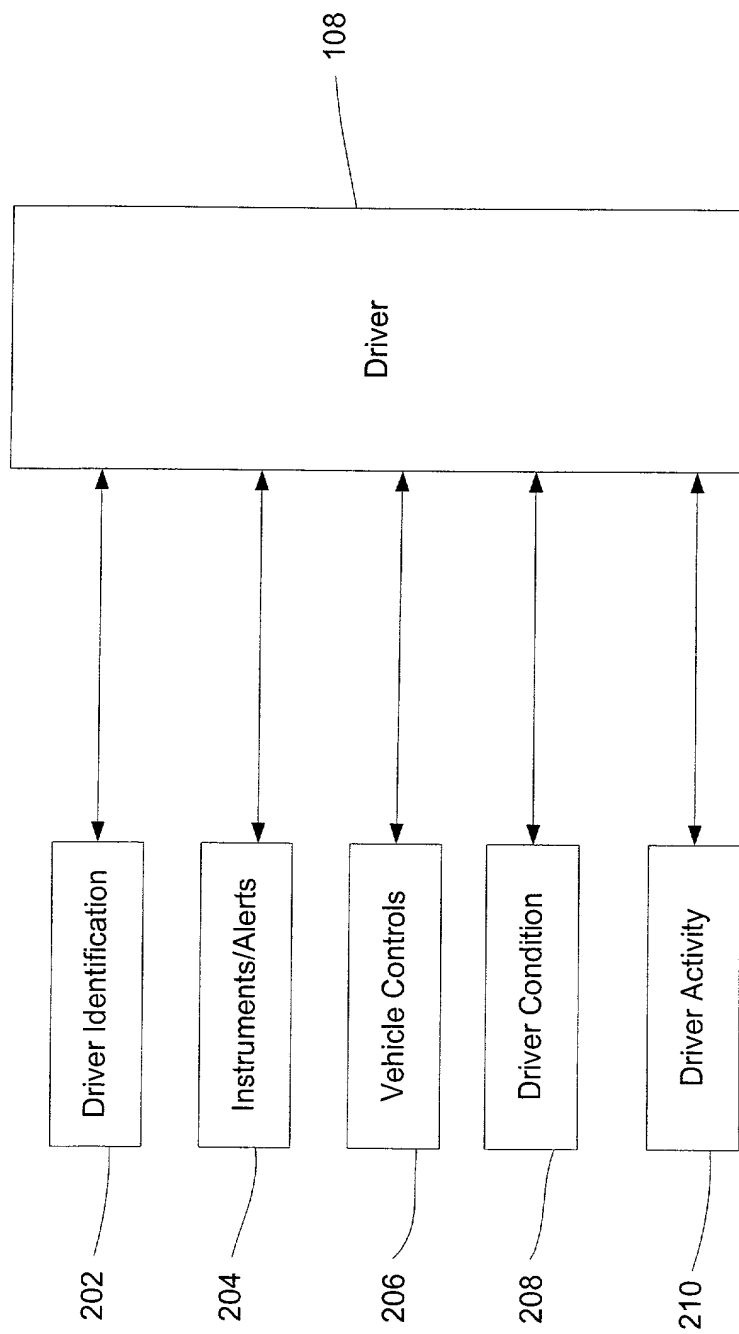 108
Driver
Driver Identification
Instruments/Alerts
Vehicle Controls
Driver Condition
Driver Activity
202
204
206
208
210